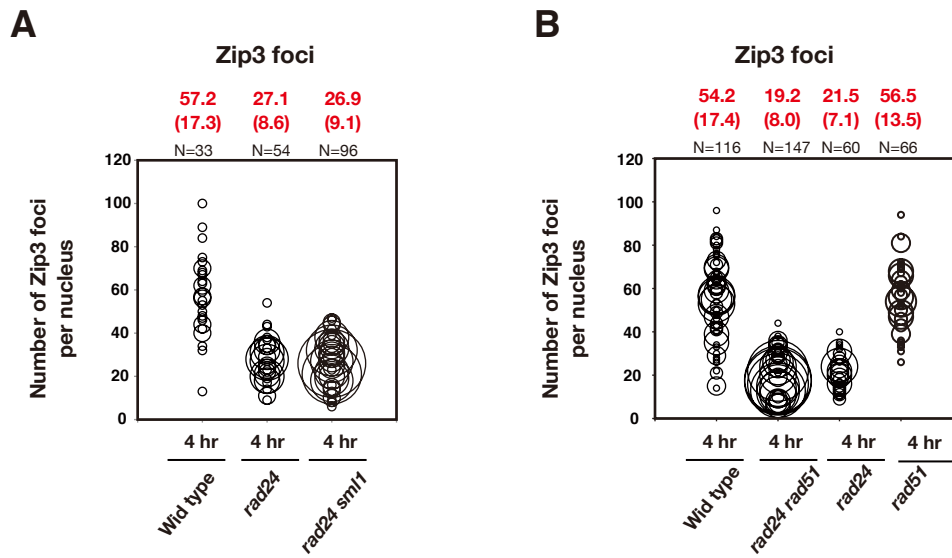 A
Zip3 foci
57.2 27.1 26.9
(17.3) (8.6) (9.1)
N=33 N=54 N=96
120
100
80
60
40
20
0
Number of Zip3 foci
per nucleus
4 hr 4 hr 4 hr
Wid type rad24 rad24 sml1
B
Zip3 foci
54.2 19.2 21.5 56.5
(17.4) (8.0) (7.1) (13.5)
N=116 N=147 N=60 N=66
120
100
80
60
40
20
0
Number of Zip3 foci
per nucleus
4 hr 4 hr 4 hr 4 hr
Wid type rad24 rad51 rad24 rad51